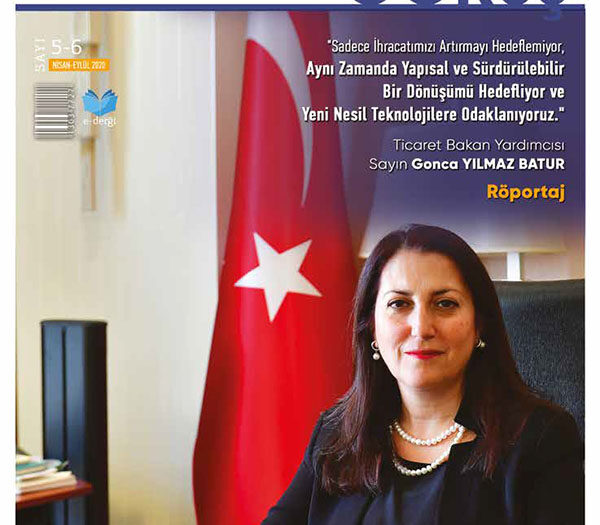 SAYI
5-6
NİSAN-EYLÜL 2020
e-dergi
"Sadece İhracatımızı Artırmayı Hedeflemiyor,
Aynı Zamanda Yapısal ve Sürdürülebilir
Bir Dönüşümü Hedefliyor ve
Yeni Nesil Teknolojilere Odaklanıyoruz."
Ticaret Bakan Yardımcısı
Sayın Gonca YILMAZ BATUR
Röportaj